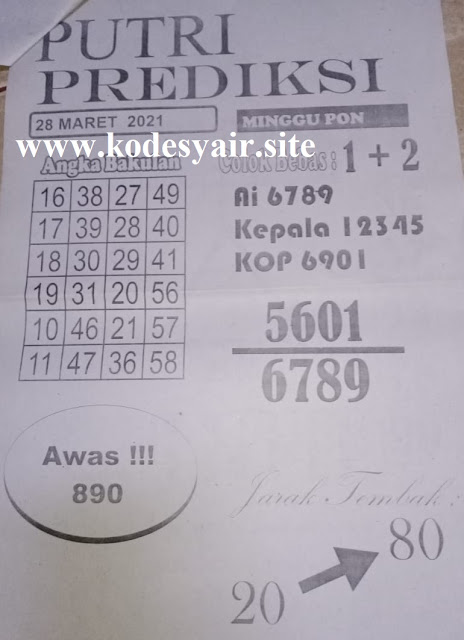 PUTRI
PREDIKSI
28 MARET 2021
MINGGU PON
www.kodesyair.site
Angka Bakulan
Colok Bebas : 1 + 2
16 38 27 49
17 39 28 40
18 30 29 41
19 31 20 56
10 46 21 57
11 47 36 58
Ai 6789
Kepala 12345
KOP 6901
5601
6789
Awas !!!
890
Jarak Tembak :
20
80